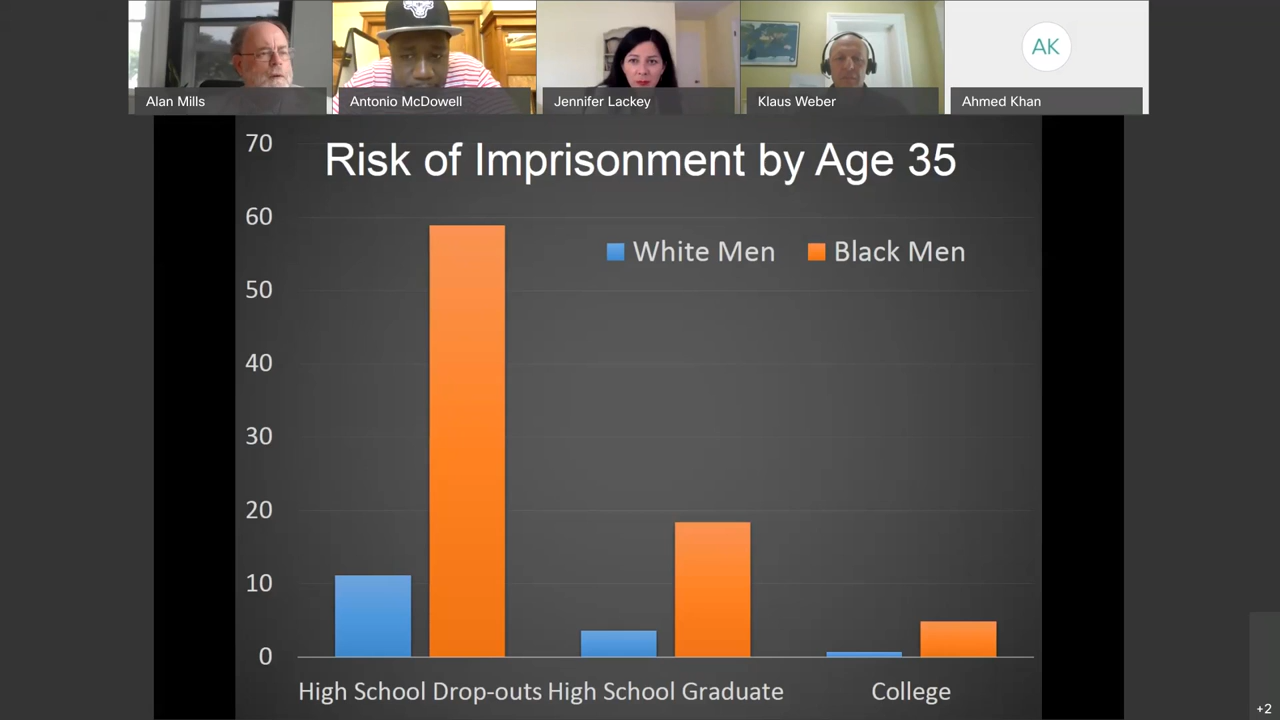 Alan Mills
Antonio McDowell
Jennifer Lackey
Klaus Weber
AK
Ahmed Khan
Risk of Imprisonment by Age 35
White Men
Black Men
70
60
50
40
30
20
10
0
High School Drop-outs
High School Graduate
College
+2